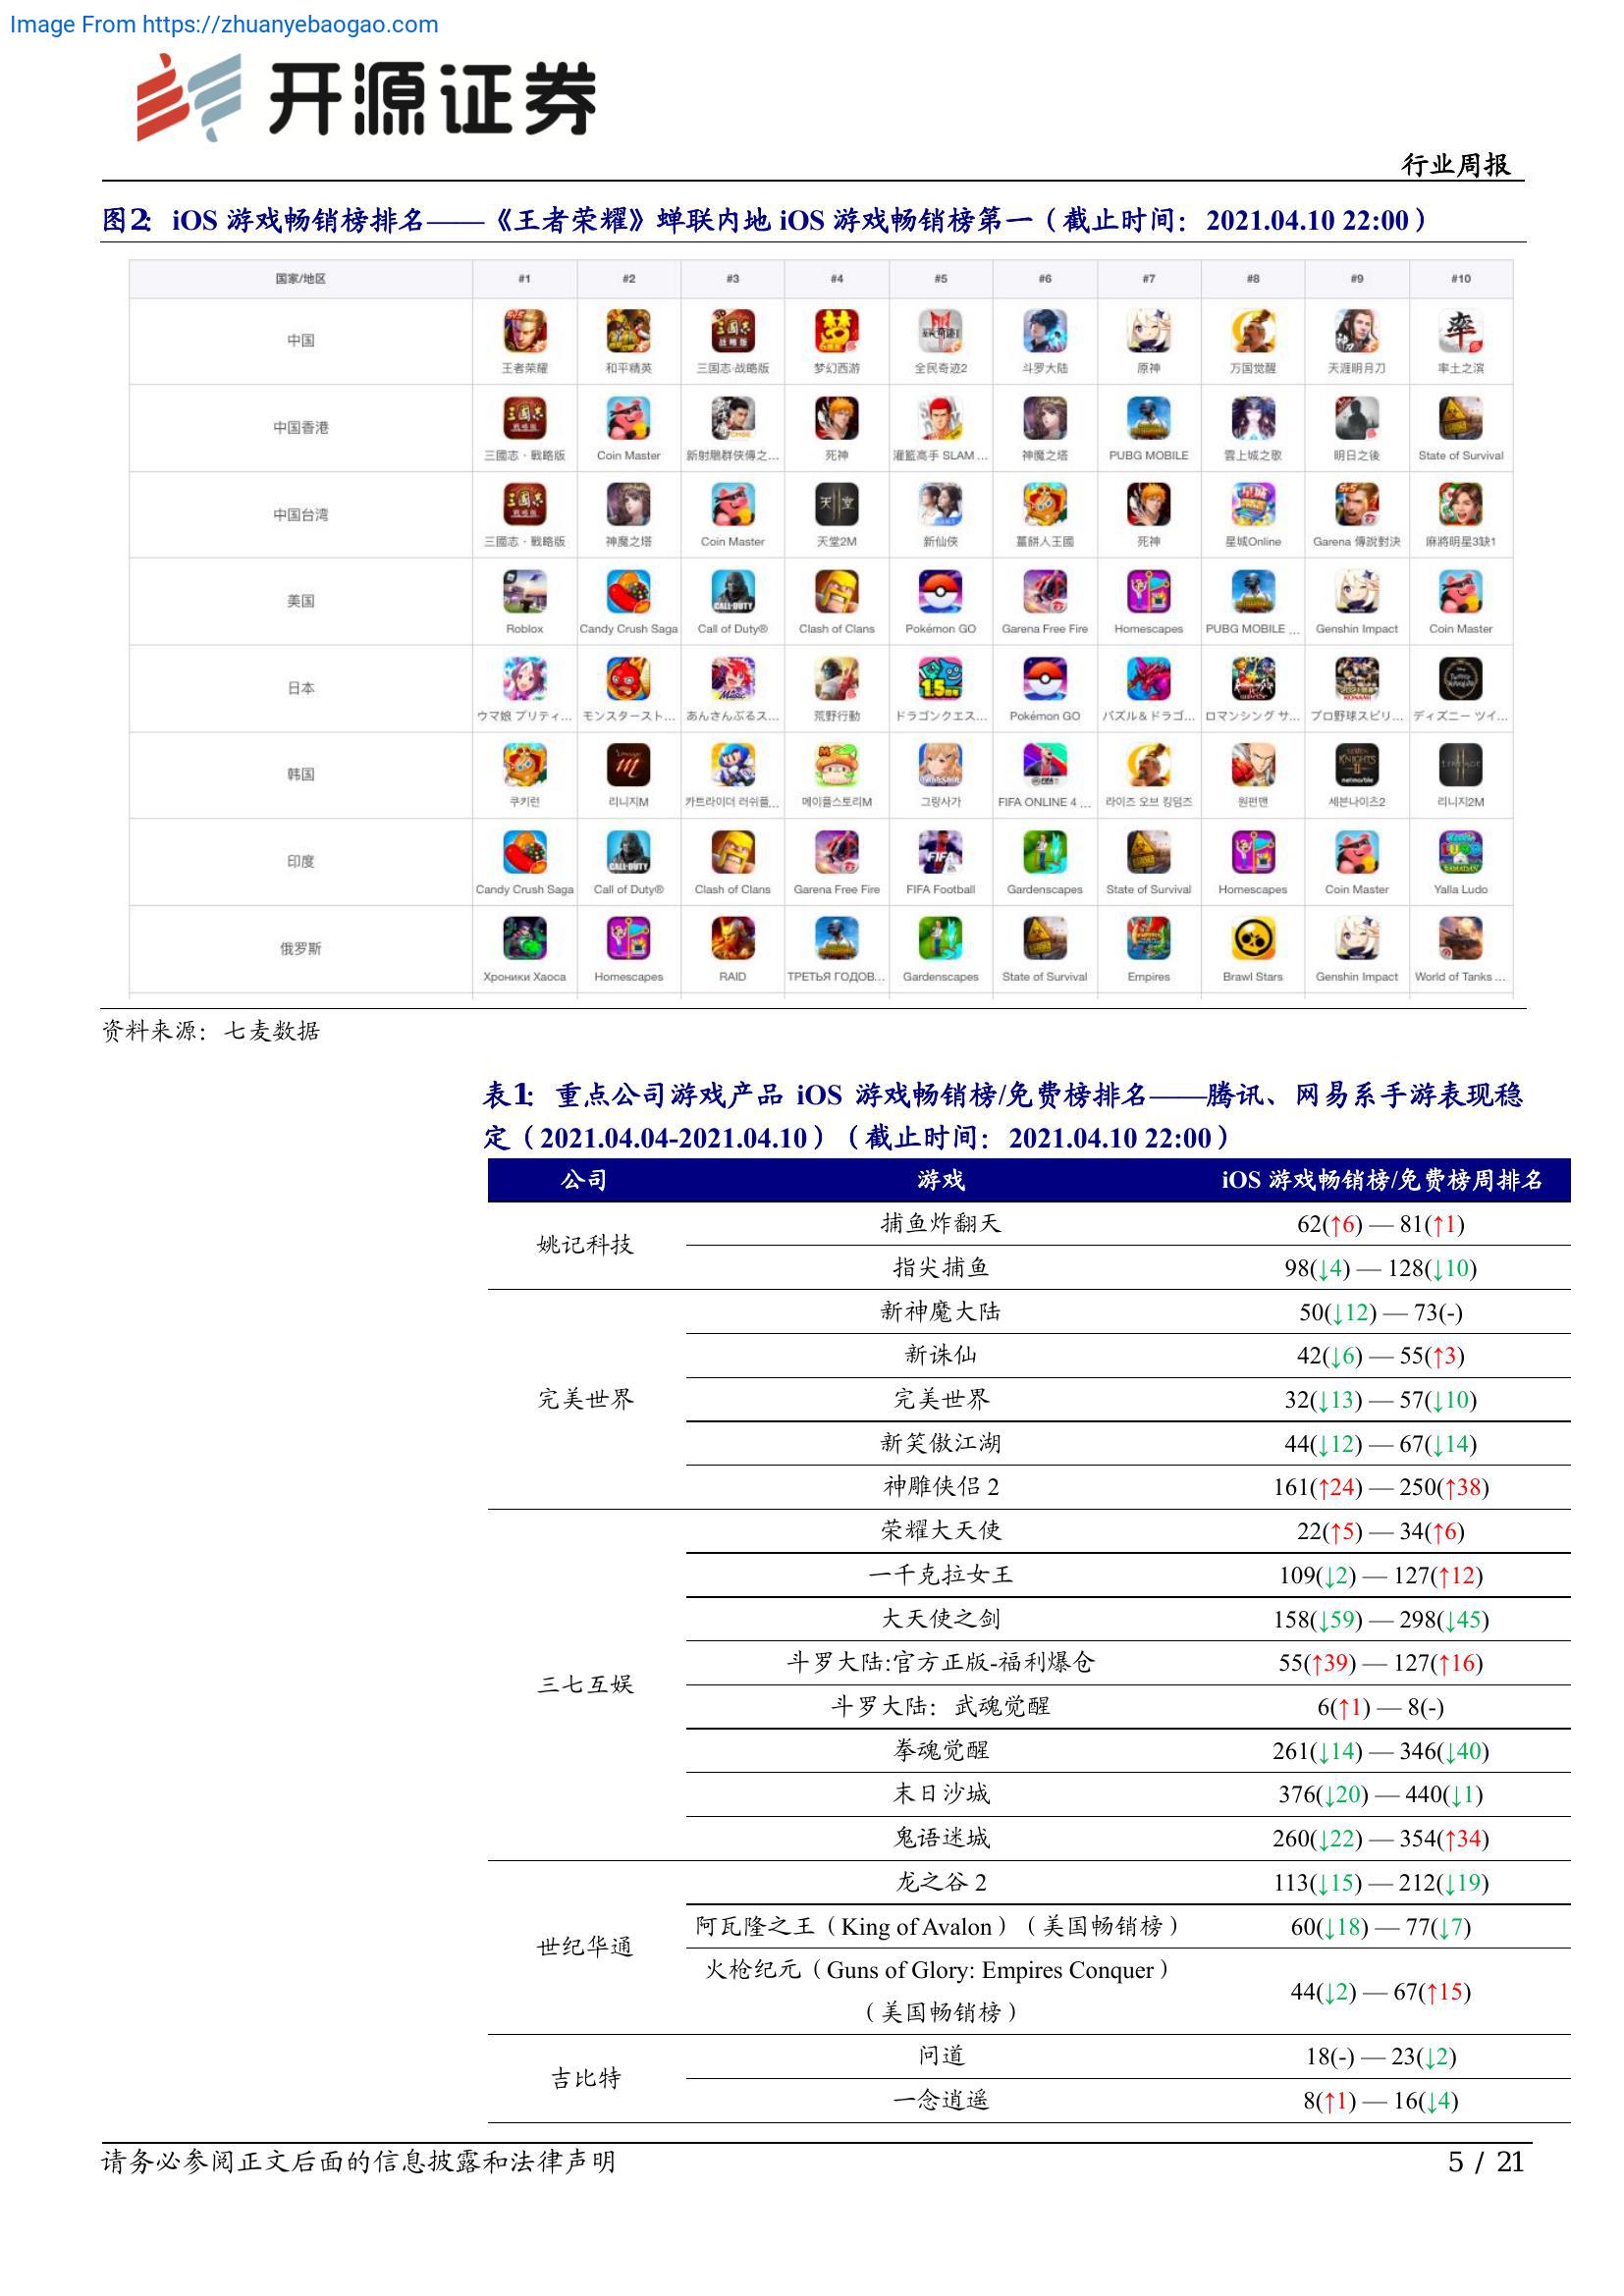 Image From https://zhuanyebaogao.com
开源证券
行业周报
图2: iOS 游戏畅销榜排名——《王者荣耀》蝉联内地 iOS 游戏畅销榜第一（截止时间：2021.04.10 22:00）
国家/地区 #1 #2 #3 #4 #5 #6 #7 #8 #9 #10
中国 王者荣耀 和平精英 三国志·战略版 梦幻西游 全民奇迹2 斗罗大陆 原神 万国觉醒 天涯明月刀 率土之滨
中国香港 三國志·戰略版 Coin Master 新射鵰群侠傳之... 死神 灌籃高手 SLAM ... 神魔之塔 PUBG MOBILE 雲上城之歌 明日之後 State of Survival
中国台湾 三國志·戰略版 神魔之塔 Coin Master 天堂2M 新仙俠 薑餅人王國 死神 星城Online Garena 傳說對決 麻將明星3缺1
美国 Roblox Candy Crush Saga Call of Duty® Clash of Clans Pokémon GO Garena Free Fire Homescapes PUBG MOBILE ... Genshin Impact Coin Master
日本 ウマ娘 プリティ... モンスタースト... あんさんぶるス... 荒野行動 ドラゴンクエス... Pokémon GO パズル＆ドラゴ... ロマンシング サ... プロ野球スピリ... ディズニー ツイ...
韩国 쿠키런 리니지M 카트라이더 러쉬플... 메이플스토리M 그랑사가 FIFA ONLINE 4 ... 라이즈 오브 킹덤즈 원펀맨 세븐나이츠2 리니지2M
印度 Candy Crush Saga Call of Duty® Clash of Clans Garena Free Fire FIFA Football Gardenscapes State of Survival Homescapes Coin Master Yalla Ludo
俄罗斯 Хроники Хаоса Homescapes RAID ТРЕТЬЯ ГОДОВ... Gardenscapes State of Survival Empires Brawl Stars Genshin Impact World of Tanks ...
资料来源：七麦数据
表1: 重点公司游戏产品 iOS 游戏畅销榜/免费榜排名——腾讯、网易系手游表现稳
定（2021.04.04-2021.04.10）（截止时间：2021.04.10 22:00）
公司 游戏 iOS 游戏畅销榜/免费榜周排名
姚记科技 捕鱼炸翻天 62(↑6) — 81(↑1)
指尖捕鱼 98(↓4) — 128(↓10)
完美世界 新神魔大陆 50(↓12) — 73(-)
新诛仙 42(↓6) — 55(↑3)
完美世界 32(↓13) — 57(↓10)
新笑傲江湖 44(↓12) — 67(↓14)
神雕侠侣 2 161(↑24) — 250(↑38)
三七互娱 荣耀大天使 22(↑5) — 34(↑6)
一千克拉女王 109(↓2) — 127(↑12)
大天使之剑 158(↓59) — 298(↓45)
斗罗大陆:官方正版-福利爆仓 55(↑39) — 127(↑16)
斗罗大陆：武魂觉醒 6(↑1) — 8(-)
拳魂觉醒 261(↓14) — 346(↓40)
末日沙城 376(↓20) — 440(↓1)
鬼语迷城 260(↓22) — 354(↑34)
世纪华通 龙之谷 2 113(↓15) — 212(↓19)
阿瓦隆之王（King of Avalon）（美国畅销榜） 60(↓18) — 77(↓7)
火枪纪元（Guns of Glory: Empires Conquer）
（美国畅销榜） 44(↓2) — 67(↑15)
吉比特 问道 18(-) — 23(↓2)
一念逍遥 8(↑1) — 16(↓4)
请务必参阅正文后面的信息披露和法律声明
5 / 21